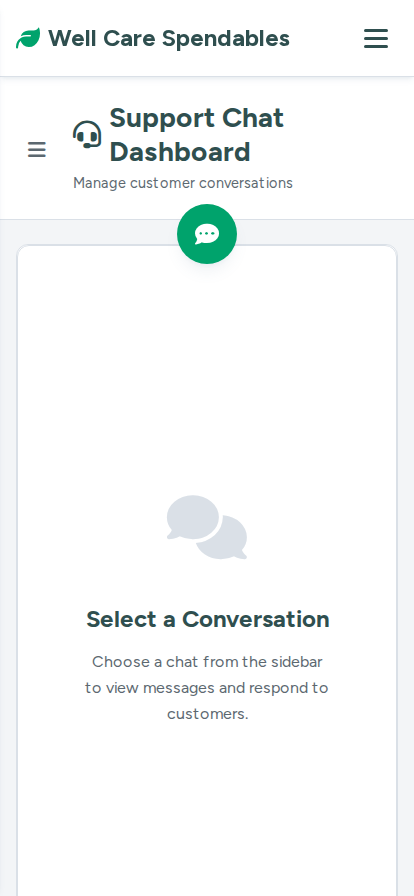 Well Care Spendables
Support Chat
Dashboard
Manage customer conversations
Select a Conversation
Choose a chat from the sidebar
to view messages and respond to
customers.